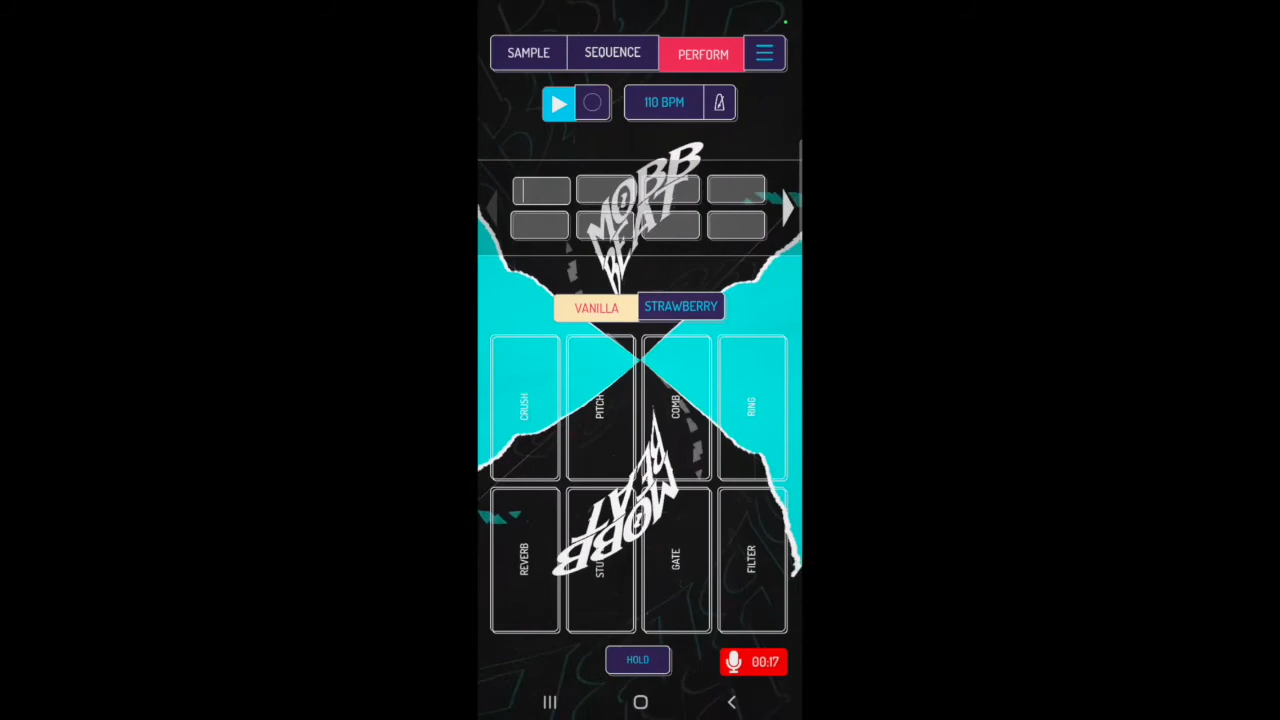 SAMPLE SEQUENCE PERFORM
110 BPM
MOBB
BEAT
VANILLA STRAWBERRY
CRUSH PITCH COMB RING
MOBB
BEAT
REVERB GATE FILTER
HOLD
00:17